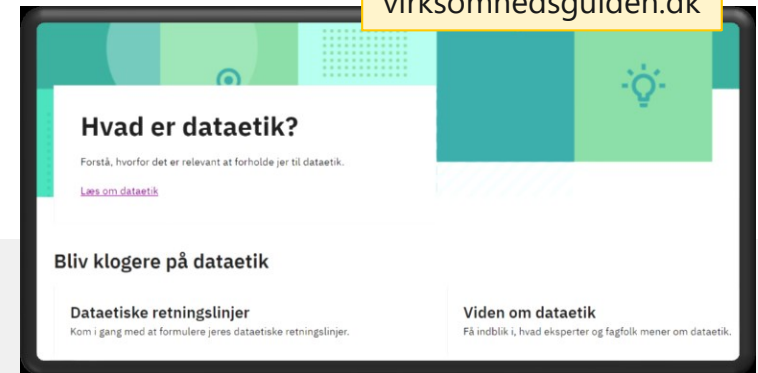 virksomhedsguiden.dk
Hvad er dataetik?
Forstå, hvorfor det er relevant at forholde jer til dataetik.
Læs om dataetik
Bliv klogere på dataetik
Dataetiske retningslinjer
Kom i gang med at formulere jeres dataetiske retningslinjer.
Viden om dataetik
Få indblik i, hvad eksperter og fagfolk mener om dataetik.